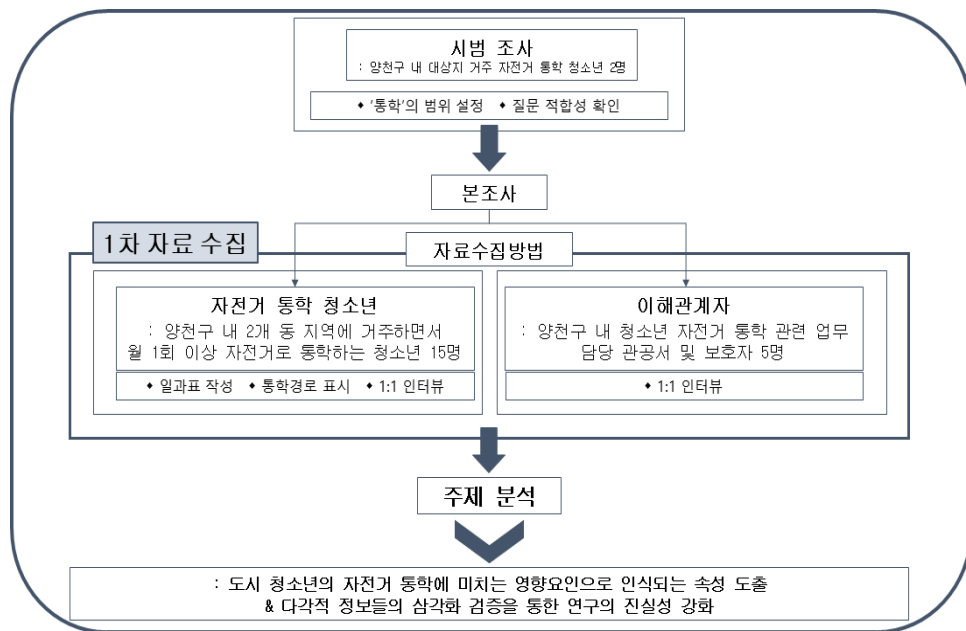 시범 조사
: 양천구 내 대상지 거주 자전거 통학 청소년 2명
◆ '통학'의 범위 설정 ◆ 질문 적합성 확인
본조사
1차 자료 수집
자료수집방법
자전거 통학 청소년
: 양천구 내 2개 동 지역에 거주하면서
월 1회 이상 자전거로 통학하는 청소년 15명
◆ 일과표 작성 ◆ 통학경로 표시 ◆ 1:1 인터뷰
이해관계자
: 양천구 내 청소년 자전거 통학 관련 업무
담당 관공서 및 보호자 5명
◆ 1:1 인터뷰
주제 분석
: 도시 청소년의 자전거 통학에 미치는 영향요인으로 인식되는 속성 도출
& 다각적 정보들의 삼각화 검증을 통한 연구의 진실성 강화